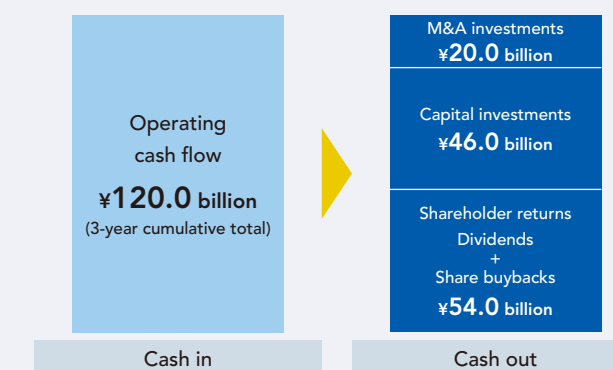 Operating
cash flow
¥120.0 billion
(3-year cumulative total)
Cash in
M&A investments
¥20.0 billion
Capital investments
¥46.0 billion
Shareholder returns
Dividends
+
Share buybacks
¥54.0 billion
Cash out